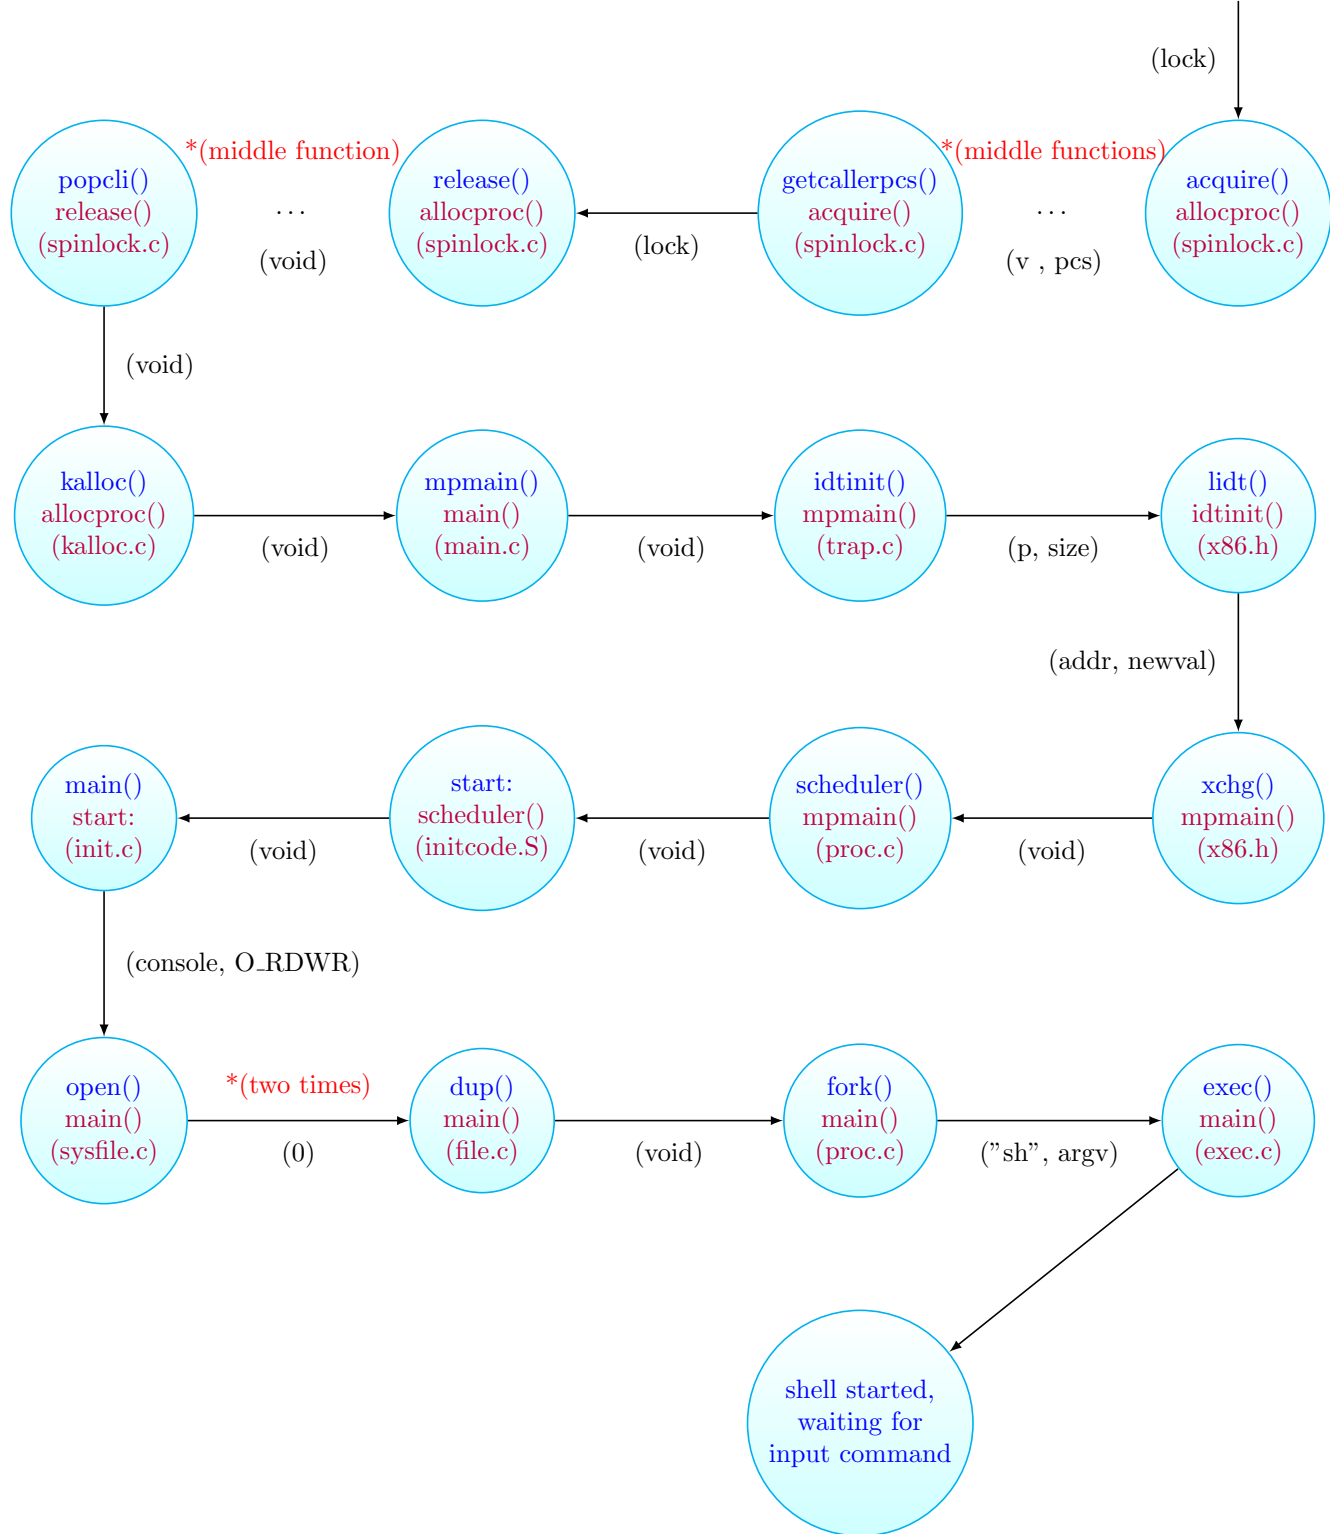 (lock)
popcli()
release()
(spinlock.c)
*(middle function)
...
(void)
release()
allocproc()
(spinlock.c)
(lock)
getcallerpcs()
acquire()
(spinlock.c)
*(middle functions)
...
(v , pcs)
acquire()
allocproc()
(spinlock.c)
(void)
kalloc()
allocproc()
(kalloc.c)
(void)
mpmain()
main()
(main.c)
(void)
idtinit()
mpmain()
(trap.c)
(p, size)
lidt()
idtinit()
(x86.h)
(addr, newval)
main()
start:
(init.c)
(void)
start:
scheduler()
(initcode.S)
(void)
scheduler()
mpmain()
(proc.c)
(void)
xchg()
mpmain()
(x86.h)
(console, O_RDWR)
open()
main()
(sysfile.c)
*(two times)
(0)
dup()
main()
(file.c)
(void)
fork()
main()
(proc.c)
(”sh”, argv)
exec()
main()
(exec.c)
shell started,
waiting for
input command